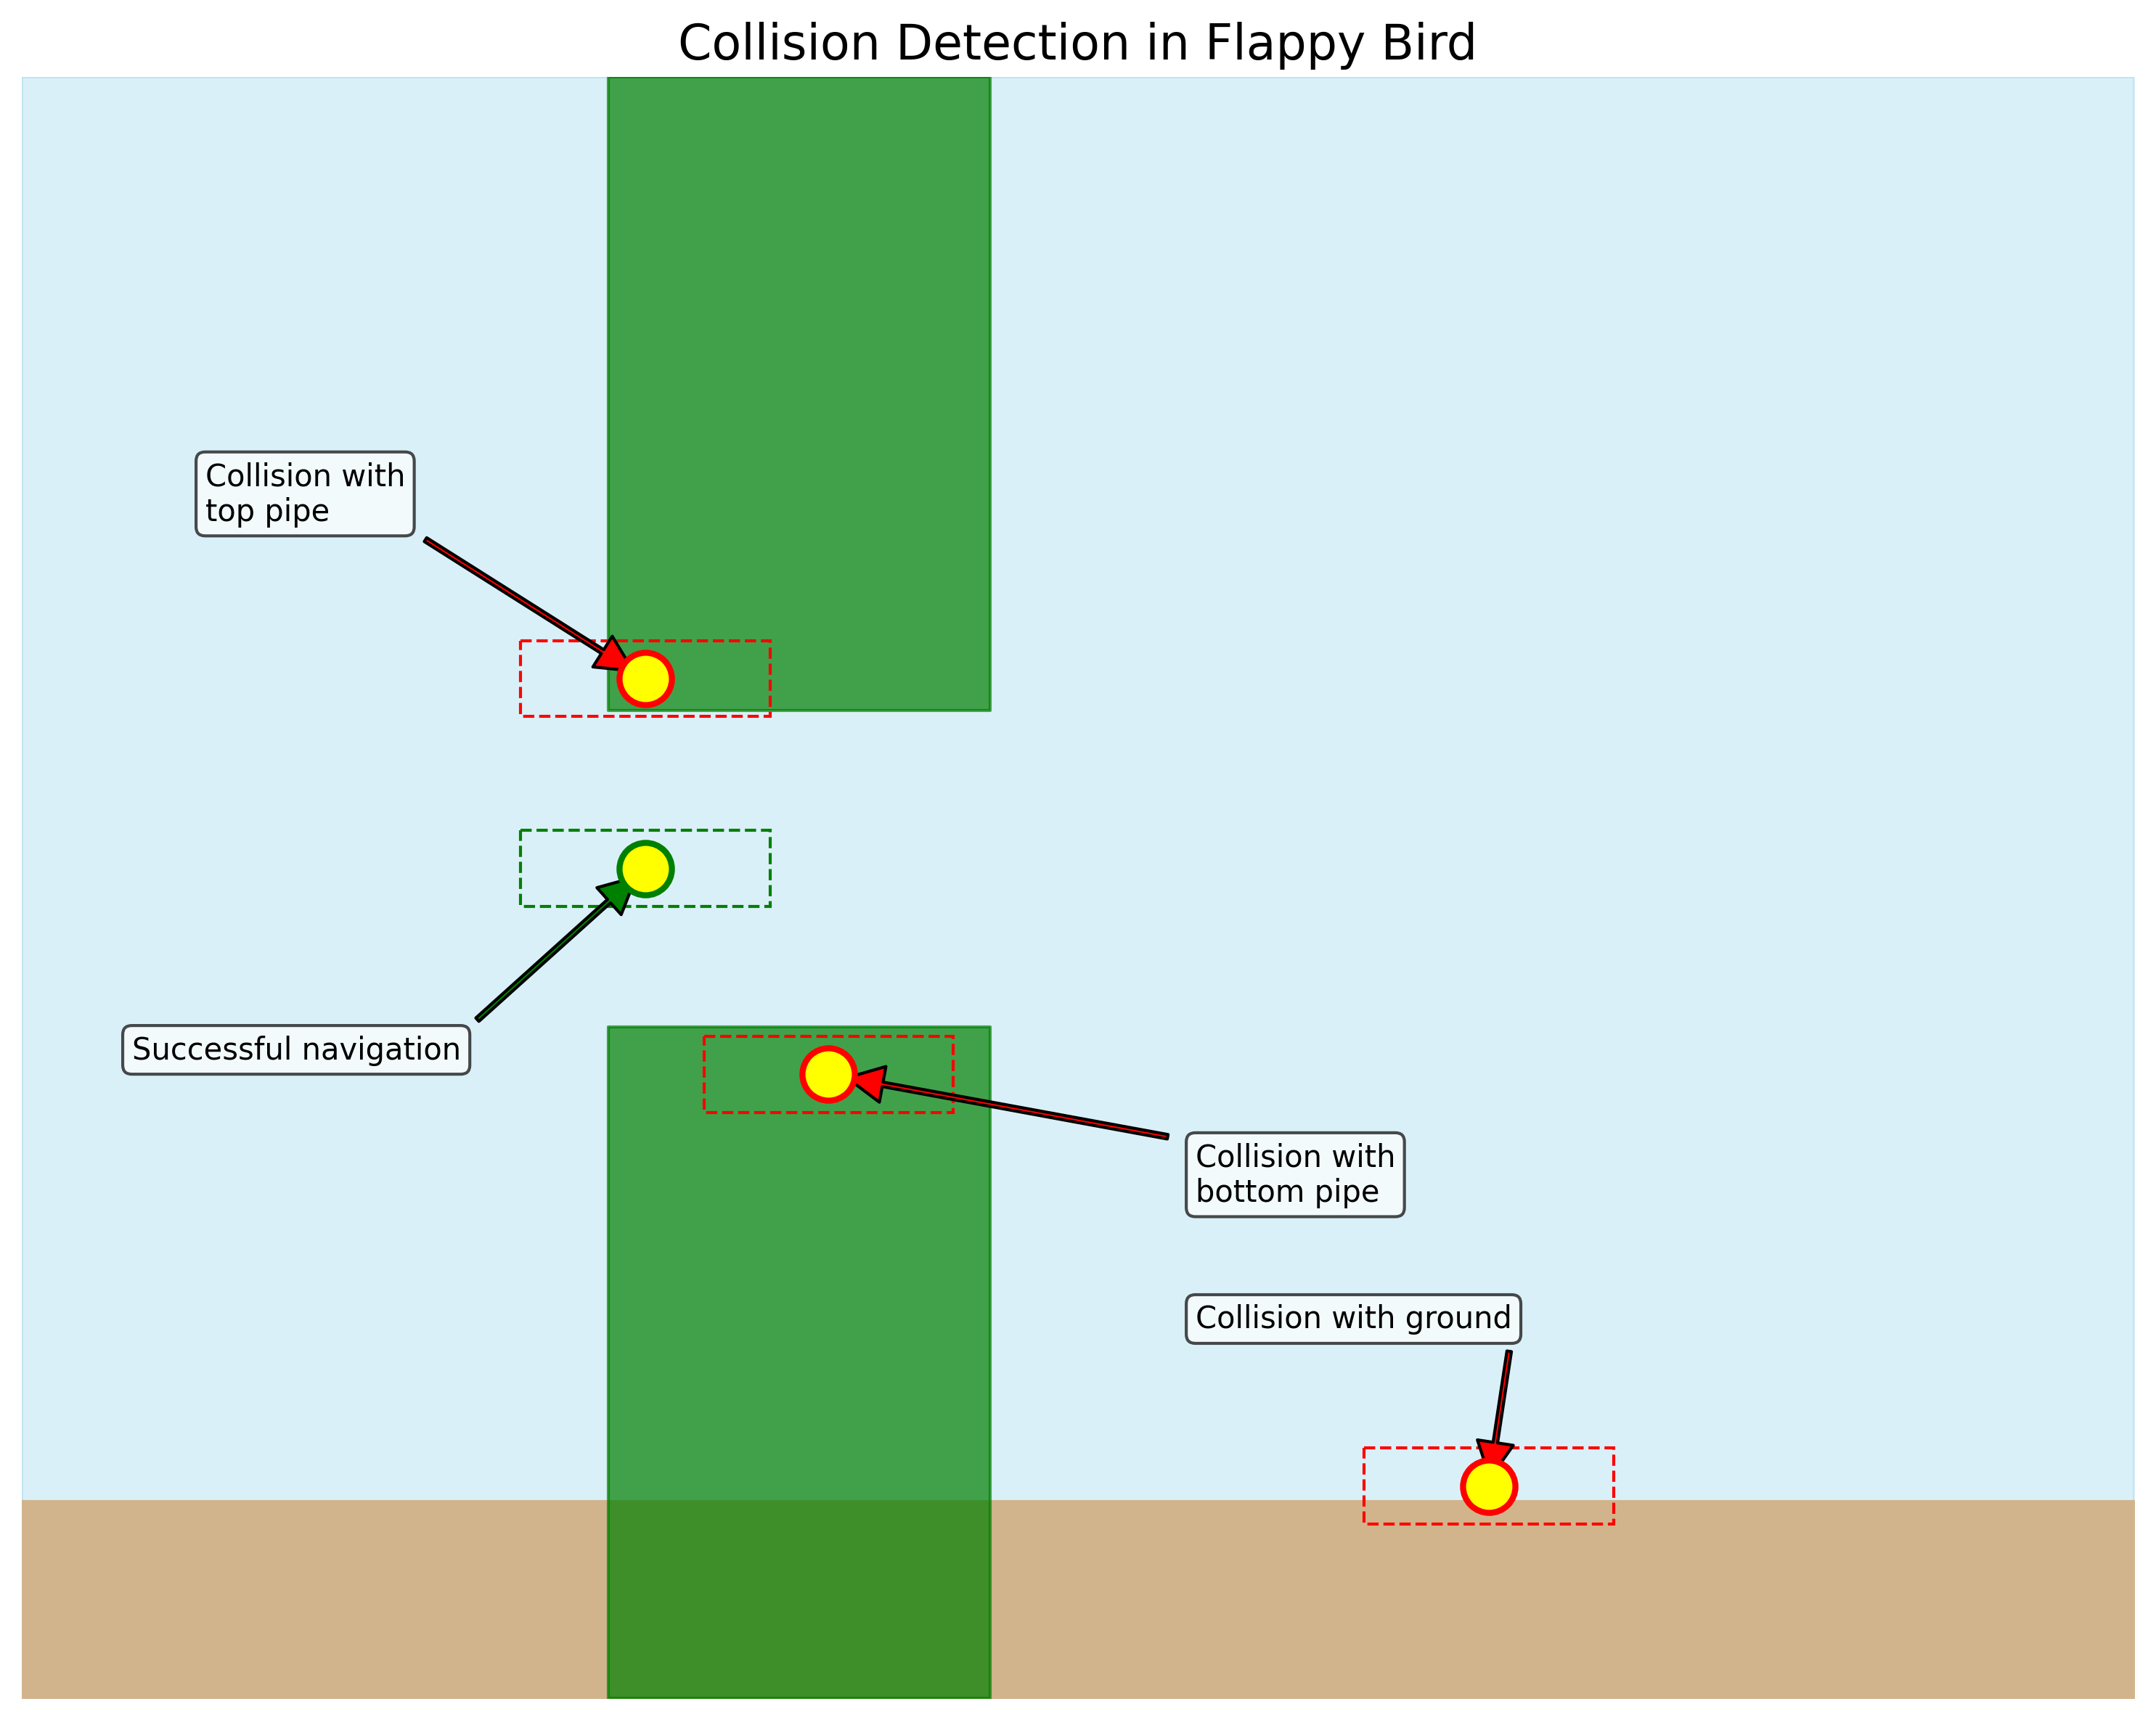 Collision Detection in Flappy Bird
Collision with
top pipe
Successful navigation
Collision with
bottom pipe
Collision with ground